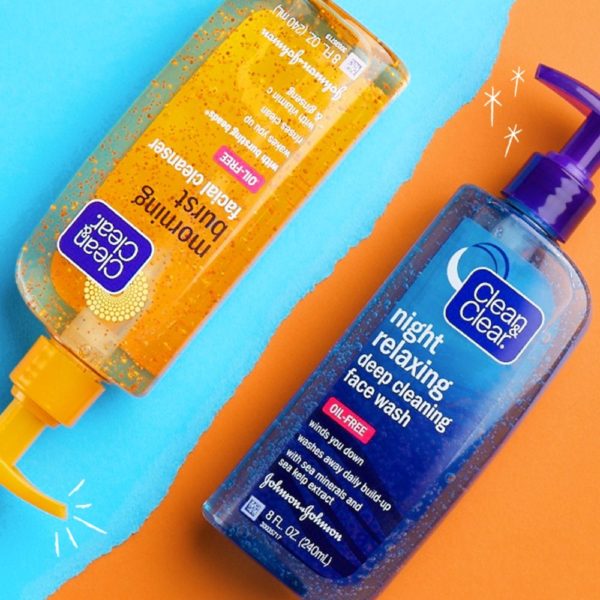 Clean&
Clear®
morning
burst
facial cleanser
OIL-FREE
with bursting beads®
wakes you up
rinses clean
with vitamin c
& ginseng
Johnson&Johnson
8 FL. OZ. (240mL)
Clean&
Clear®
night
relaxing
deep cleaning
face wash
OIL-FREE
winds you down
washes away daily build-up
with sea minerals and
sea kelp extract
Johnson&Johnson
8 FL. OZ. (240mL)